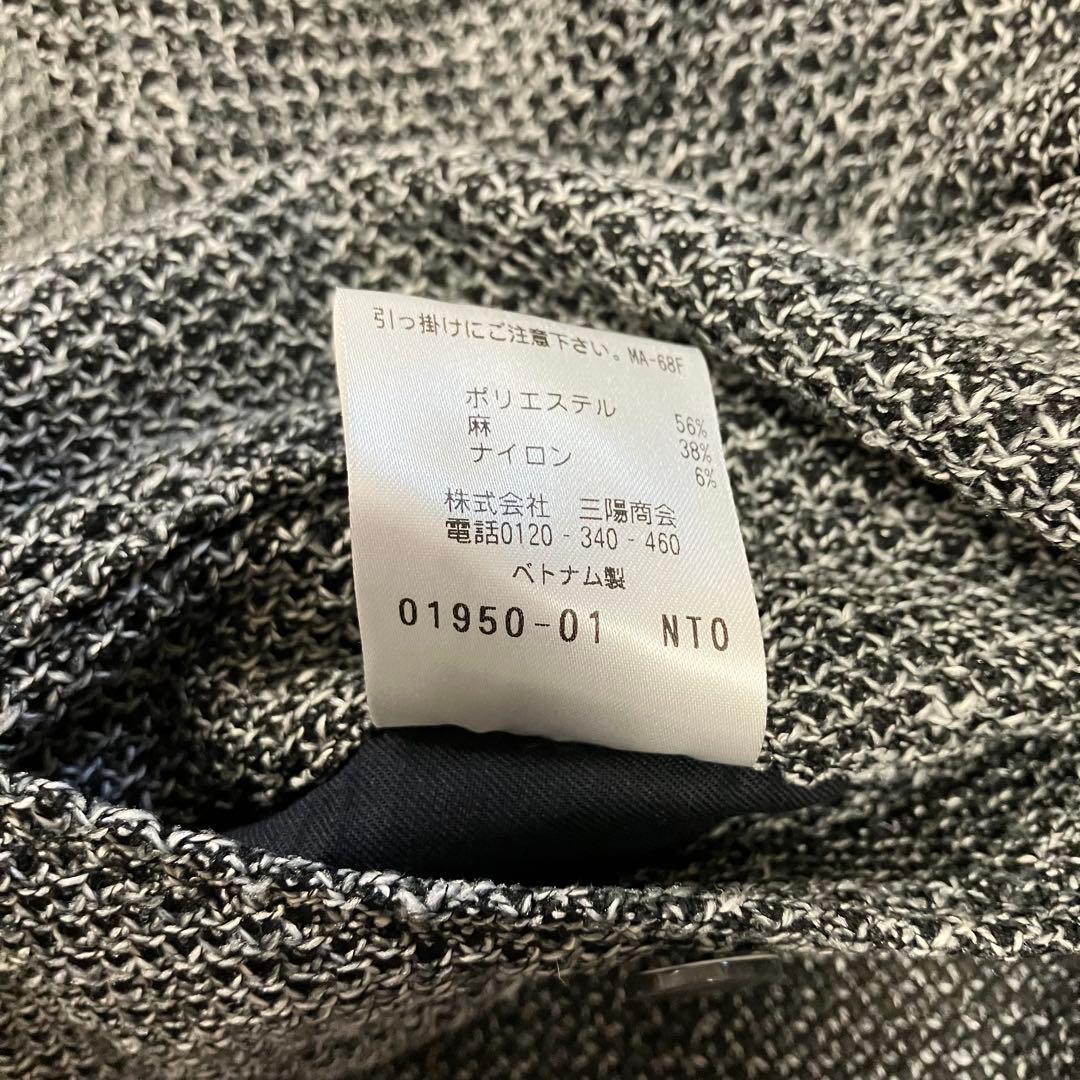 引っ掛けにご注意下さい。MA-68F
ポリエステル 56%
麻 38%
ナイロン 6%
株式会社 三陽商会
電話0120-340-460
ベトナム製
01950-01 NTO